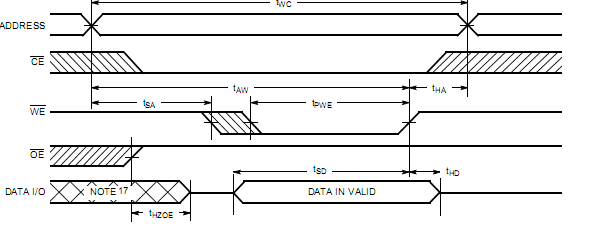 tWC
ADDRESS
CE
tAW
tHA
tSA
tPWE
WE
OE
tSD
tHD
DATA I/O
NOTE 17
DATA IN VALID
tHZOE